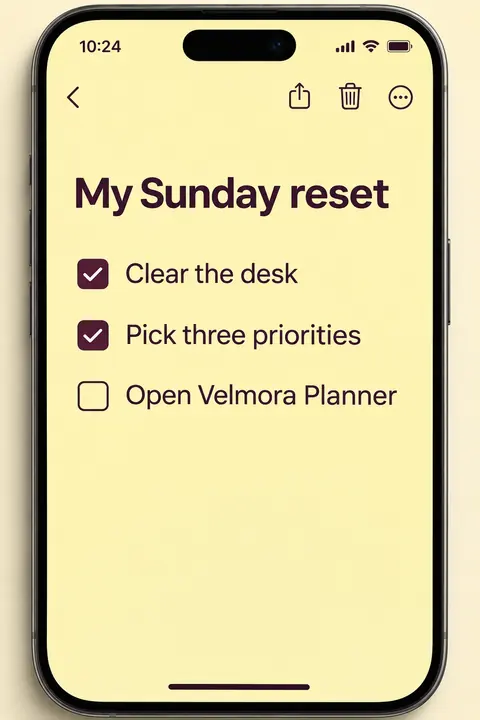 10:24
My Sunday reset
Clear the desk
Pick three priorities
Open Velmora Planner